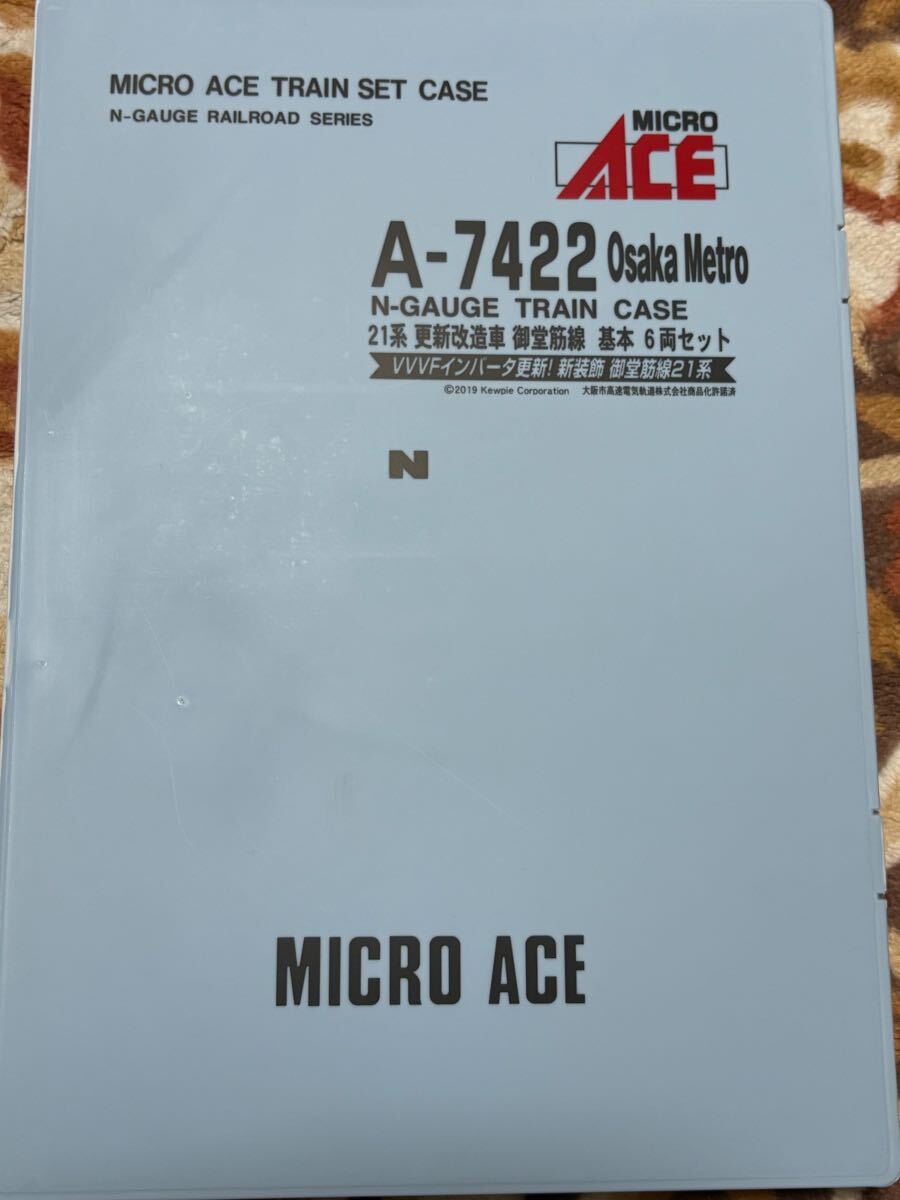 MICRO ACE TRAIN SET CASE
N-GAUGE RAILROAD SERIES
MICRO
ACE
A-7422 Osaka Metro
N-GAUGE TRAIN CASE
21系 更新改造車 御堂筋線 基本 6両セット
VVVFインバータ更新! 新装飾 御堂筋線21系
©2019 Kewpie Corporation 大阪市高速電気軌道株式会社商品化許諾済
N
MICRO ACE